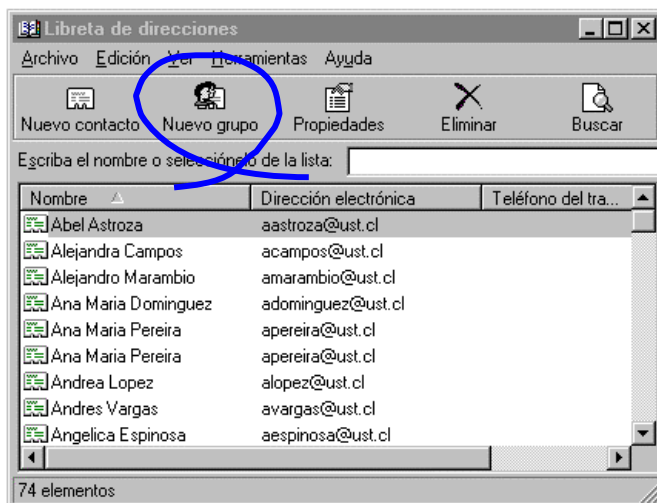 Libreta de direcciones
Archivo Edición Ver Herramientas Ayuda
Nuevo contacto Nuevo grupo Propiedades Eliminar Buscar
Escriba el nombre o selecciónelo de la lista:
Nombre Dirección electrónica Teléfono del tra...
Abel Astroza aastroza@ust.cl
Alejandra Campos acampos@ust.cl
Alejandro Marambio amarambio@ust.cl
Ana Maria Dominguez adominguez@ust.cl
Ana Maria Pereira apereira@ust.cl
Ana Maria Pereira apereira@ust.cl
Andrea Lopez alopez@ust.cl
Andres Vargas avargas@ust.cl
Angelica Espinosa aespinosa@ust.cl
74 elementos